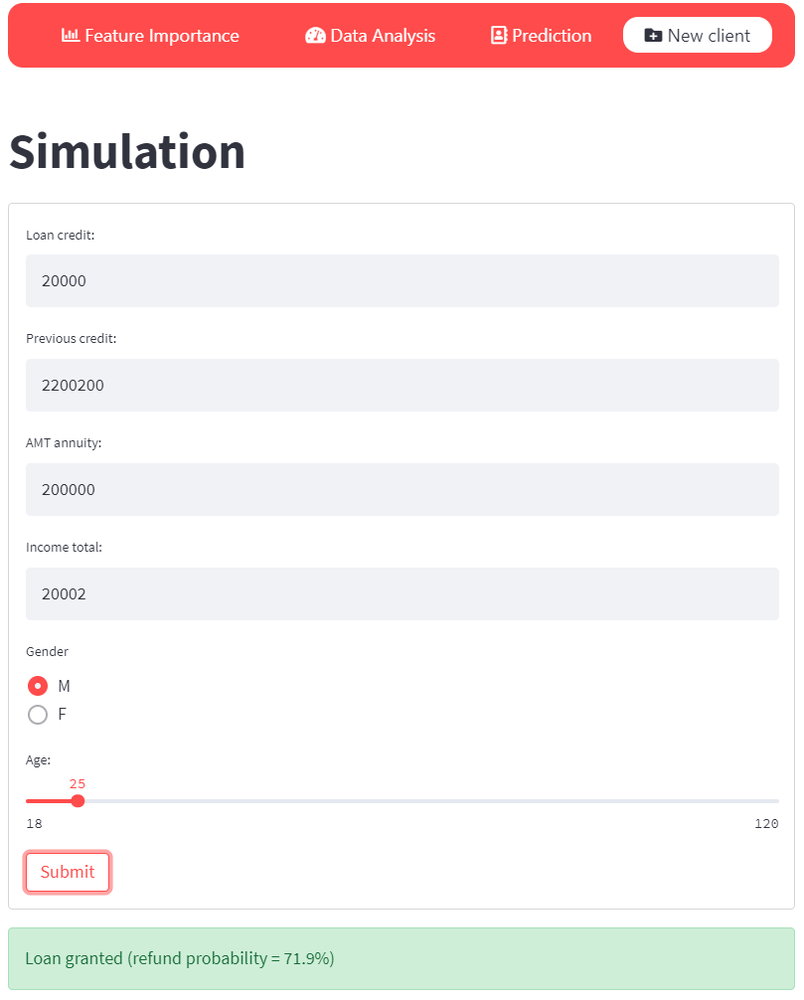 Feature Importance Data Analysis Prediction New client
Simulation
Loan credit:
20000
Previous credit:
2200200
AMT annuity:
200000
Income total:
20002
Gender
M
F
Age:
25
18 120
Submit
Loan granted (refund probability = 71.9%)